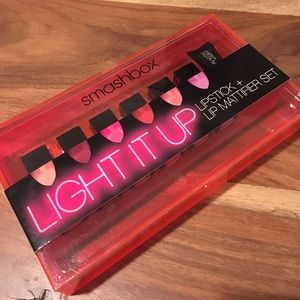 smashbox
LIGHT IT UP
LIPSTICK +
LIP MATTIFIER SET